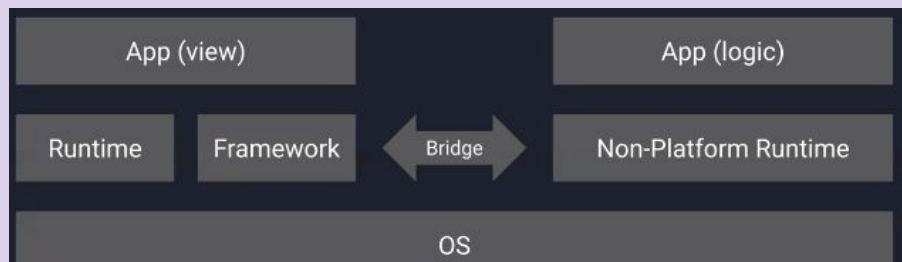 App (view)
App (logic)
Runtime
Framework
Bridge
Non-Platform Runtime
OS